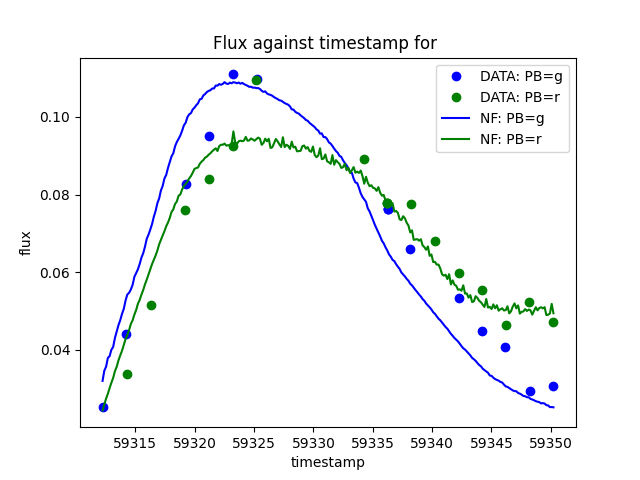 Flux against timestamp for
DATA: PB=g
DATA: PB=r
NF: PB=g
NF: PB=r
0.10
0.08
0.06
0.04
flux
59315 59320 59325 59330 59335 59340 59345 59350
timestamp